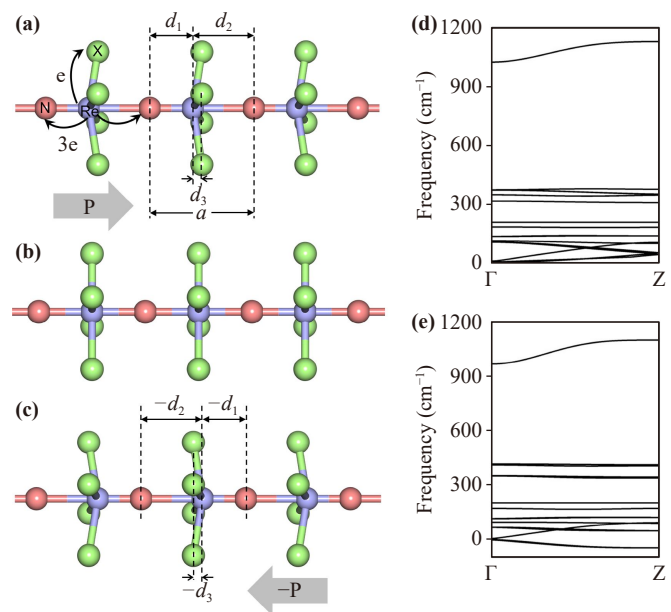 (a)
d₁
d₂
X
e
N
Re
3e
d₃
P
a
(b)
(c)
−d₂
−d₁
−d₃
−P
(d)
1200
900
600
300
0
Frequency (cm⁻¹)
Γ
Z
(e)
1200
900
600
300
0
Frequency (cm⁻¹)
Γ
Z